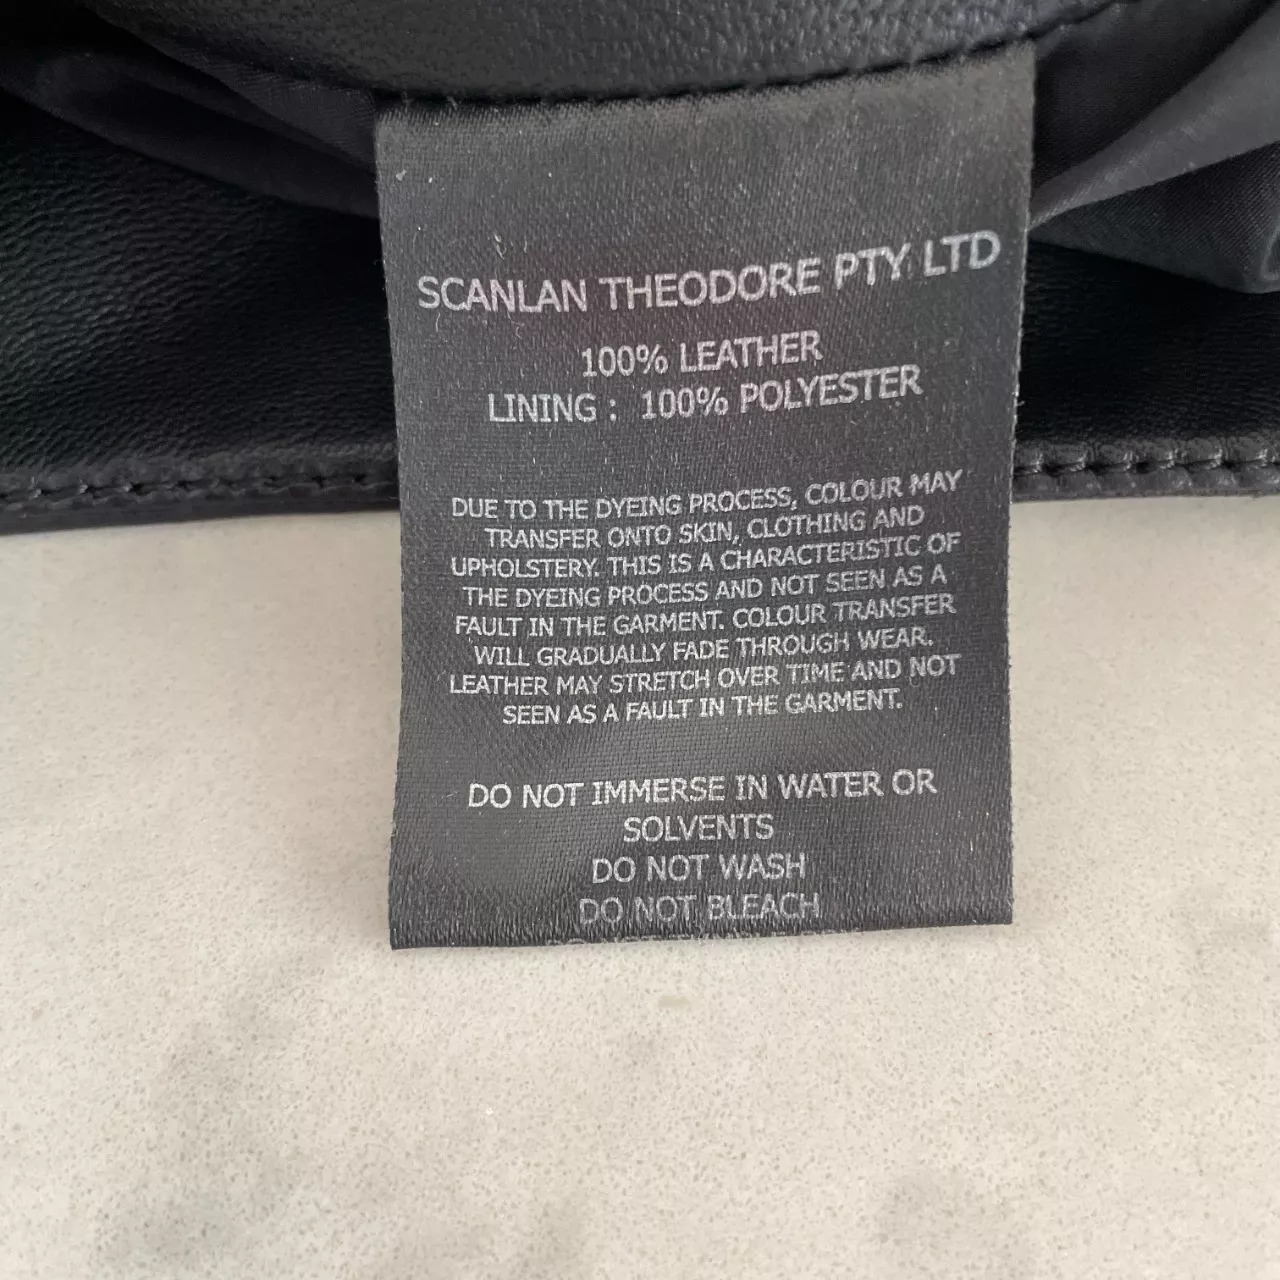 SCANLAN THEODORE PTY LTD
100% LEATHER
LINING : 100% POLYESTER
DUE TO THE DYEING PROCESS, COLOUR MAY
TRANSFER ONTO SKIN, CLOTHING AND
UPHOLSTERY. THIS IS A CHARACTERISTIC OF
THE DYEING PROCESS AND NOT SEEN AS A
FAULT IN THE GARMENT. COLOUR TRANSFER
WILL GRADUALLY FADE THROUGH WEAR.
LEATHER MAY STRETCH OVER TIME AND NOT
SEEN AS A FAULT IN THE GARMENT.
DO NOT IMMERSE IN WATER OR
SOLVENTS
DO NOT WASH
DO NOT BLEACH